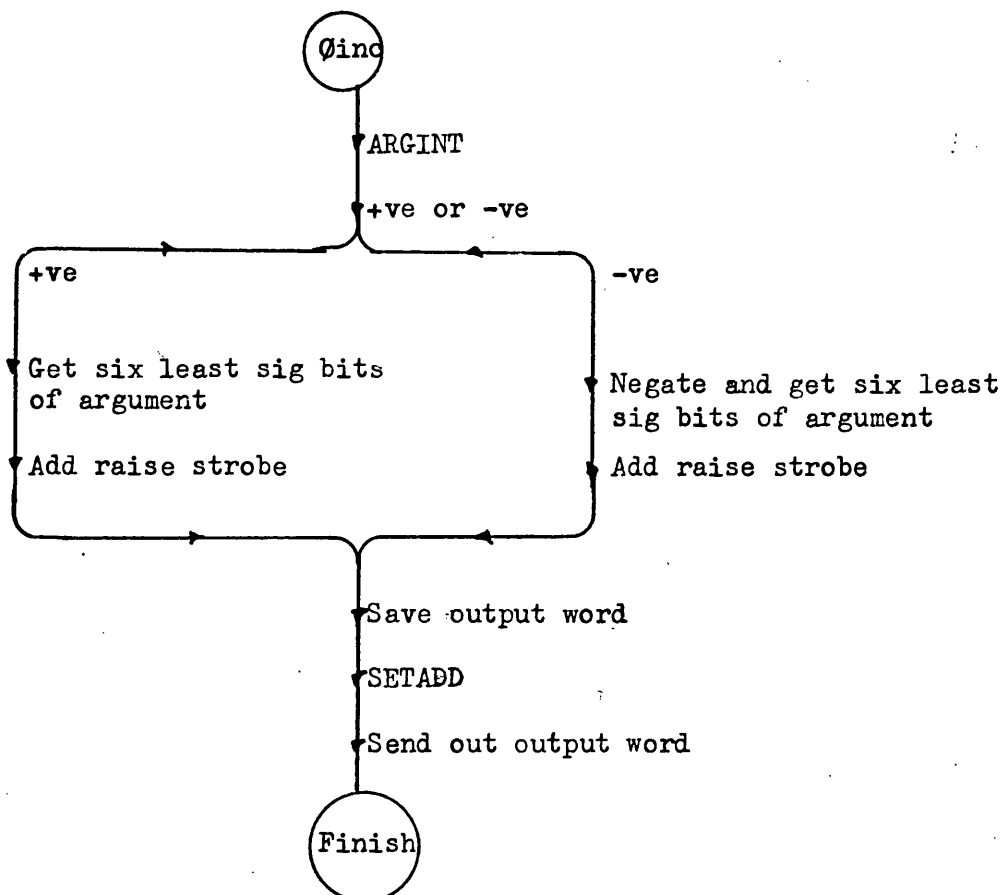 Øinc
ARGINT
+ve or -ve
+ve
-ve
Get six least sig bits
of argument
Negate and get six least
sig bits of argument
Add raise strobe
Add raise strobe
Save output word
SETADD
Send out output word
Finish